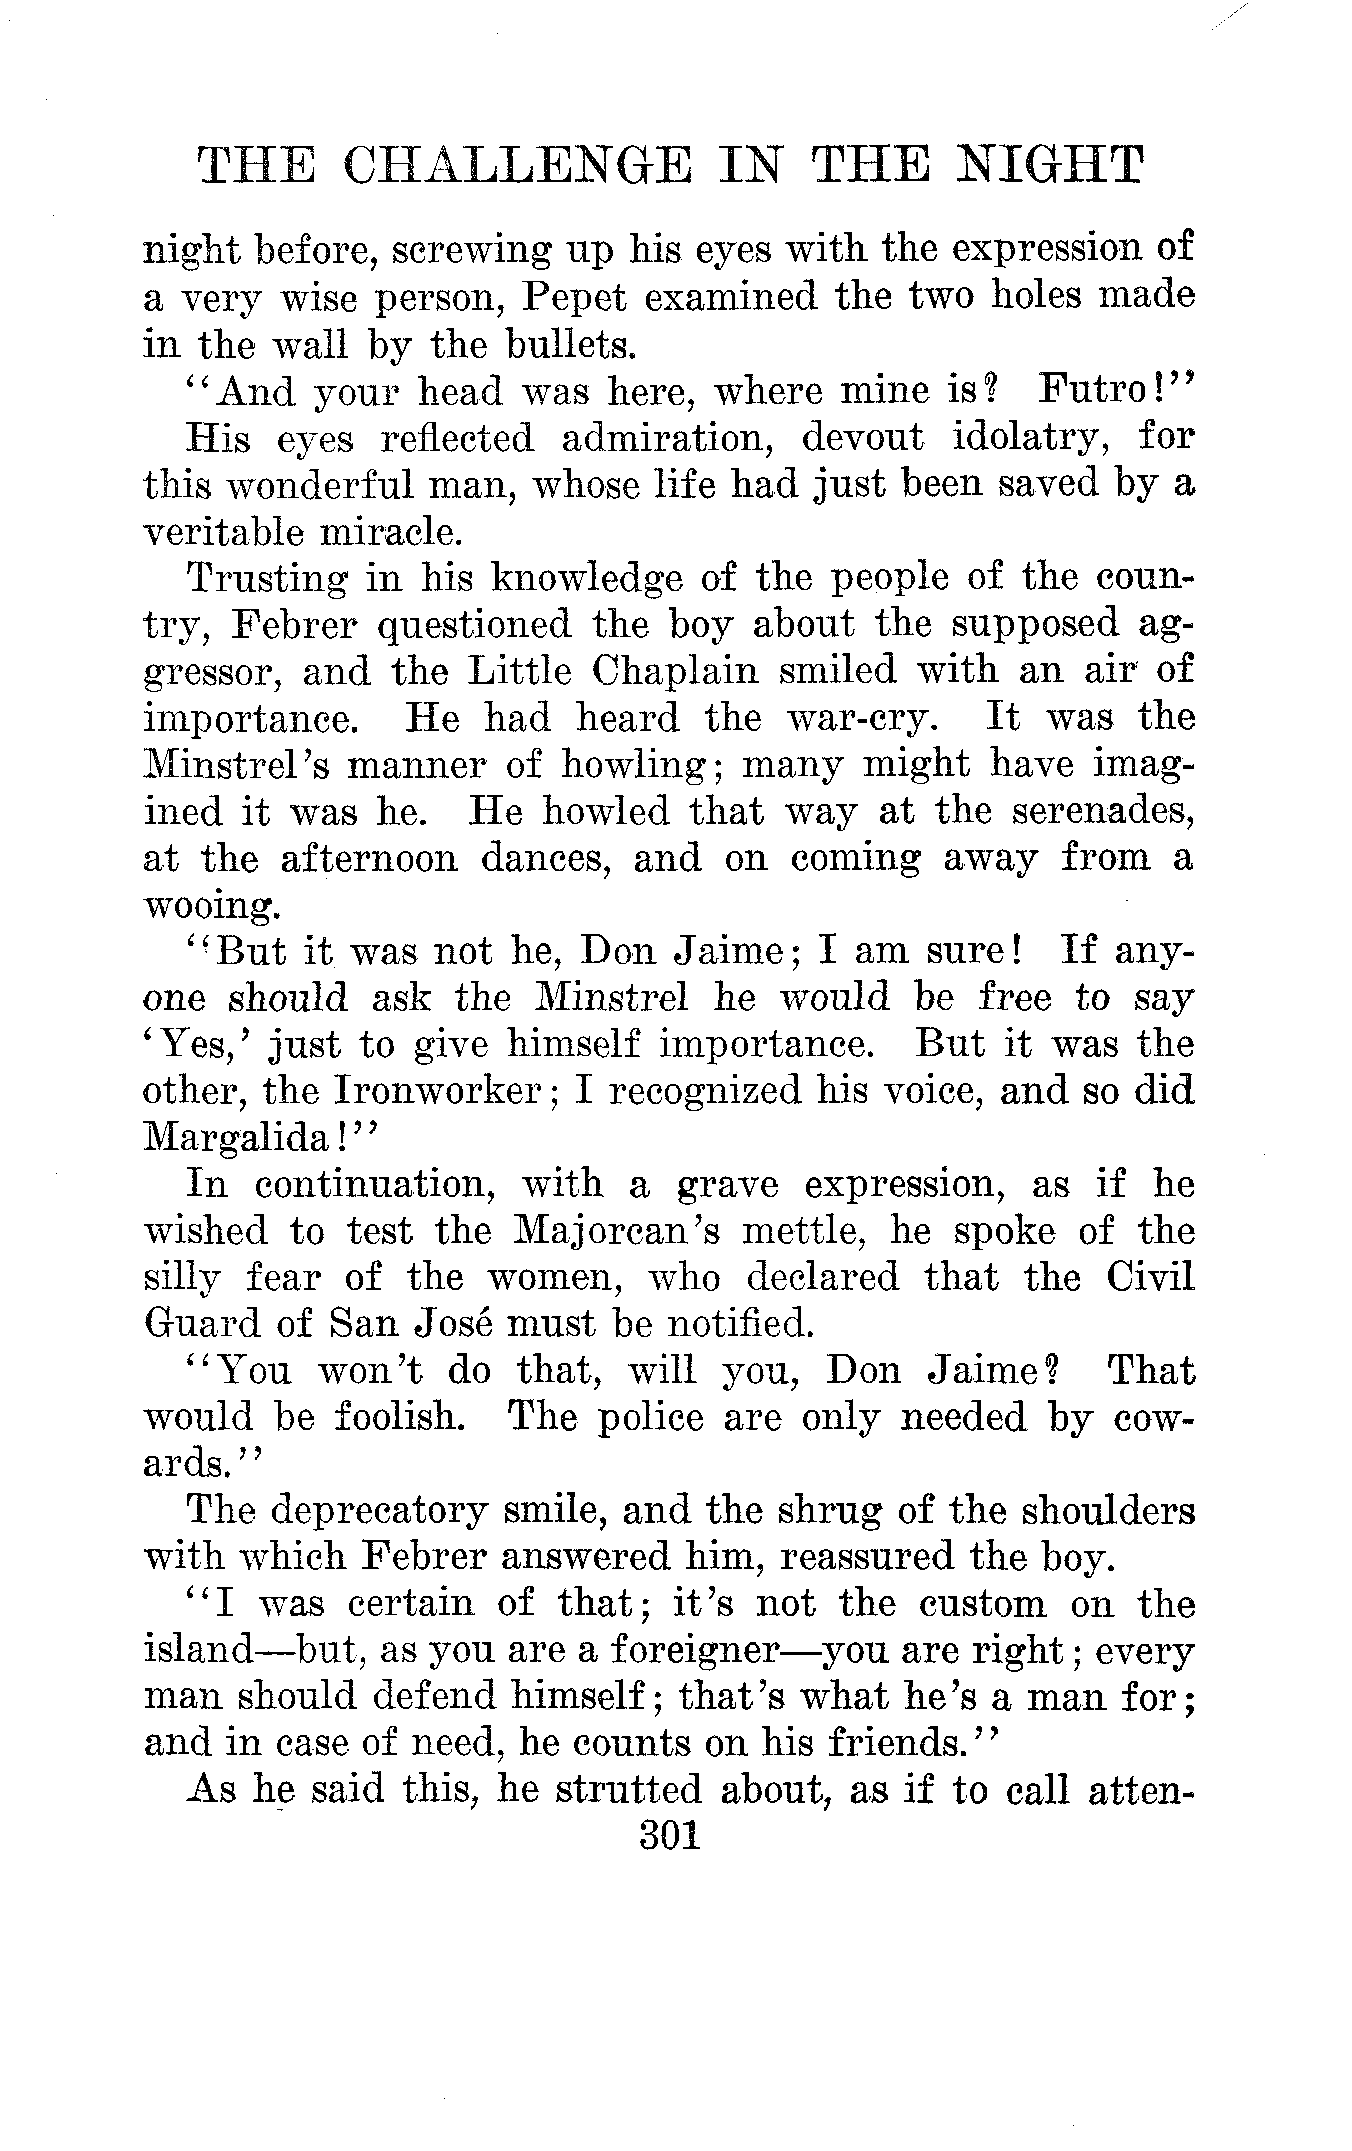 THE CHALLENGE IN THE NIGHT
night before, screwing up his eyes with the expression of
a very wise person, Pepet examined the two holes made
in the wall by the bullets.
"And your head was here, where mine is? Futro!"
His eyes reflected admiration, devout idolatry, for
this wonderful man, whose life had just been saved by a
veritable miracle.
Trusting in his knowledge of the people of the coun-
try, Febrer questioned the boy about the supposed ag-
gressor, and the Little Chaplain smiled with an air of
importance. He had heard the war-cry. It was the
Minstrel's manner of howling; many might have imag-
ined it was he. He howled that way at the serenades,
at the afternoon dances, and on coming away from a
wooing.
"But it was not he, Don Jaime; I am sure! If any-
one should ask the Minstrel he would be free to say
'Yes,' just to give himself importance. But it was the
other, the Ironworker; I recognized his voice, and so did
Margalida!"
In continuation, with a grave expression, as if he
wished to test the Majorcan's mettle, he spoke of the
silly fear of the women, who declared that the Civil
Guard of San José must be notified.
"You won't do that, will you, Don Jaime? That
would be foolish. The police are only needed by cow-
ards."
The deprecatory smile, and the shrug of the shoulders
with which Febrer answered him, reassured the boy.
"I was certain of that; it's not the custom on the
island—but, as you are a foreigner—you are right; every
man should defend himself; that's what he's a man for;
and in case of need, he counts on his friends."
As he said this, he strutted about, as if to call atten-
301